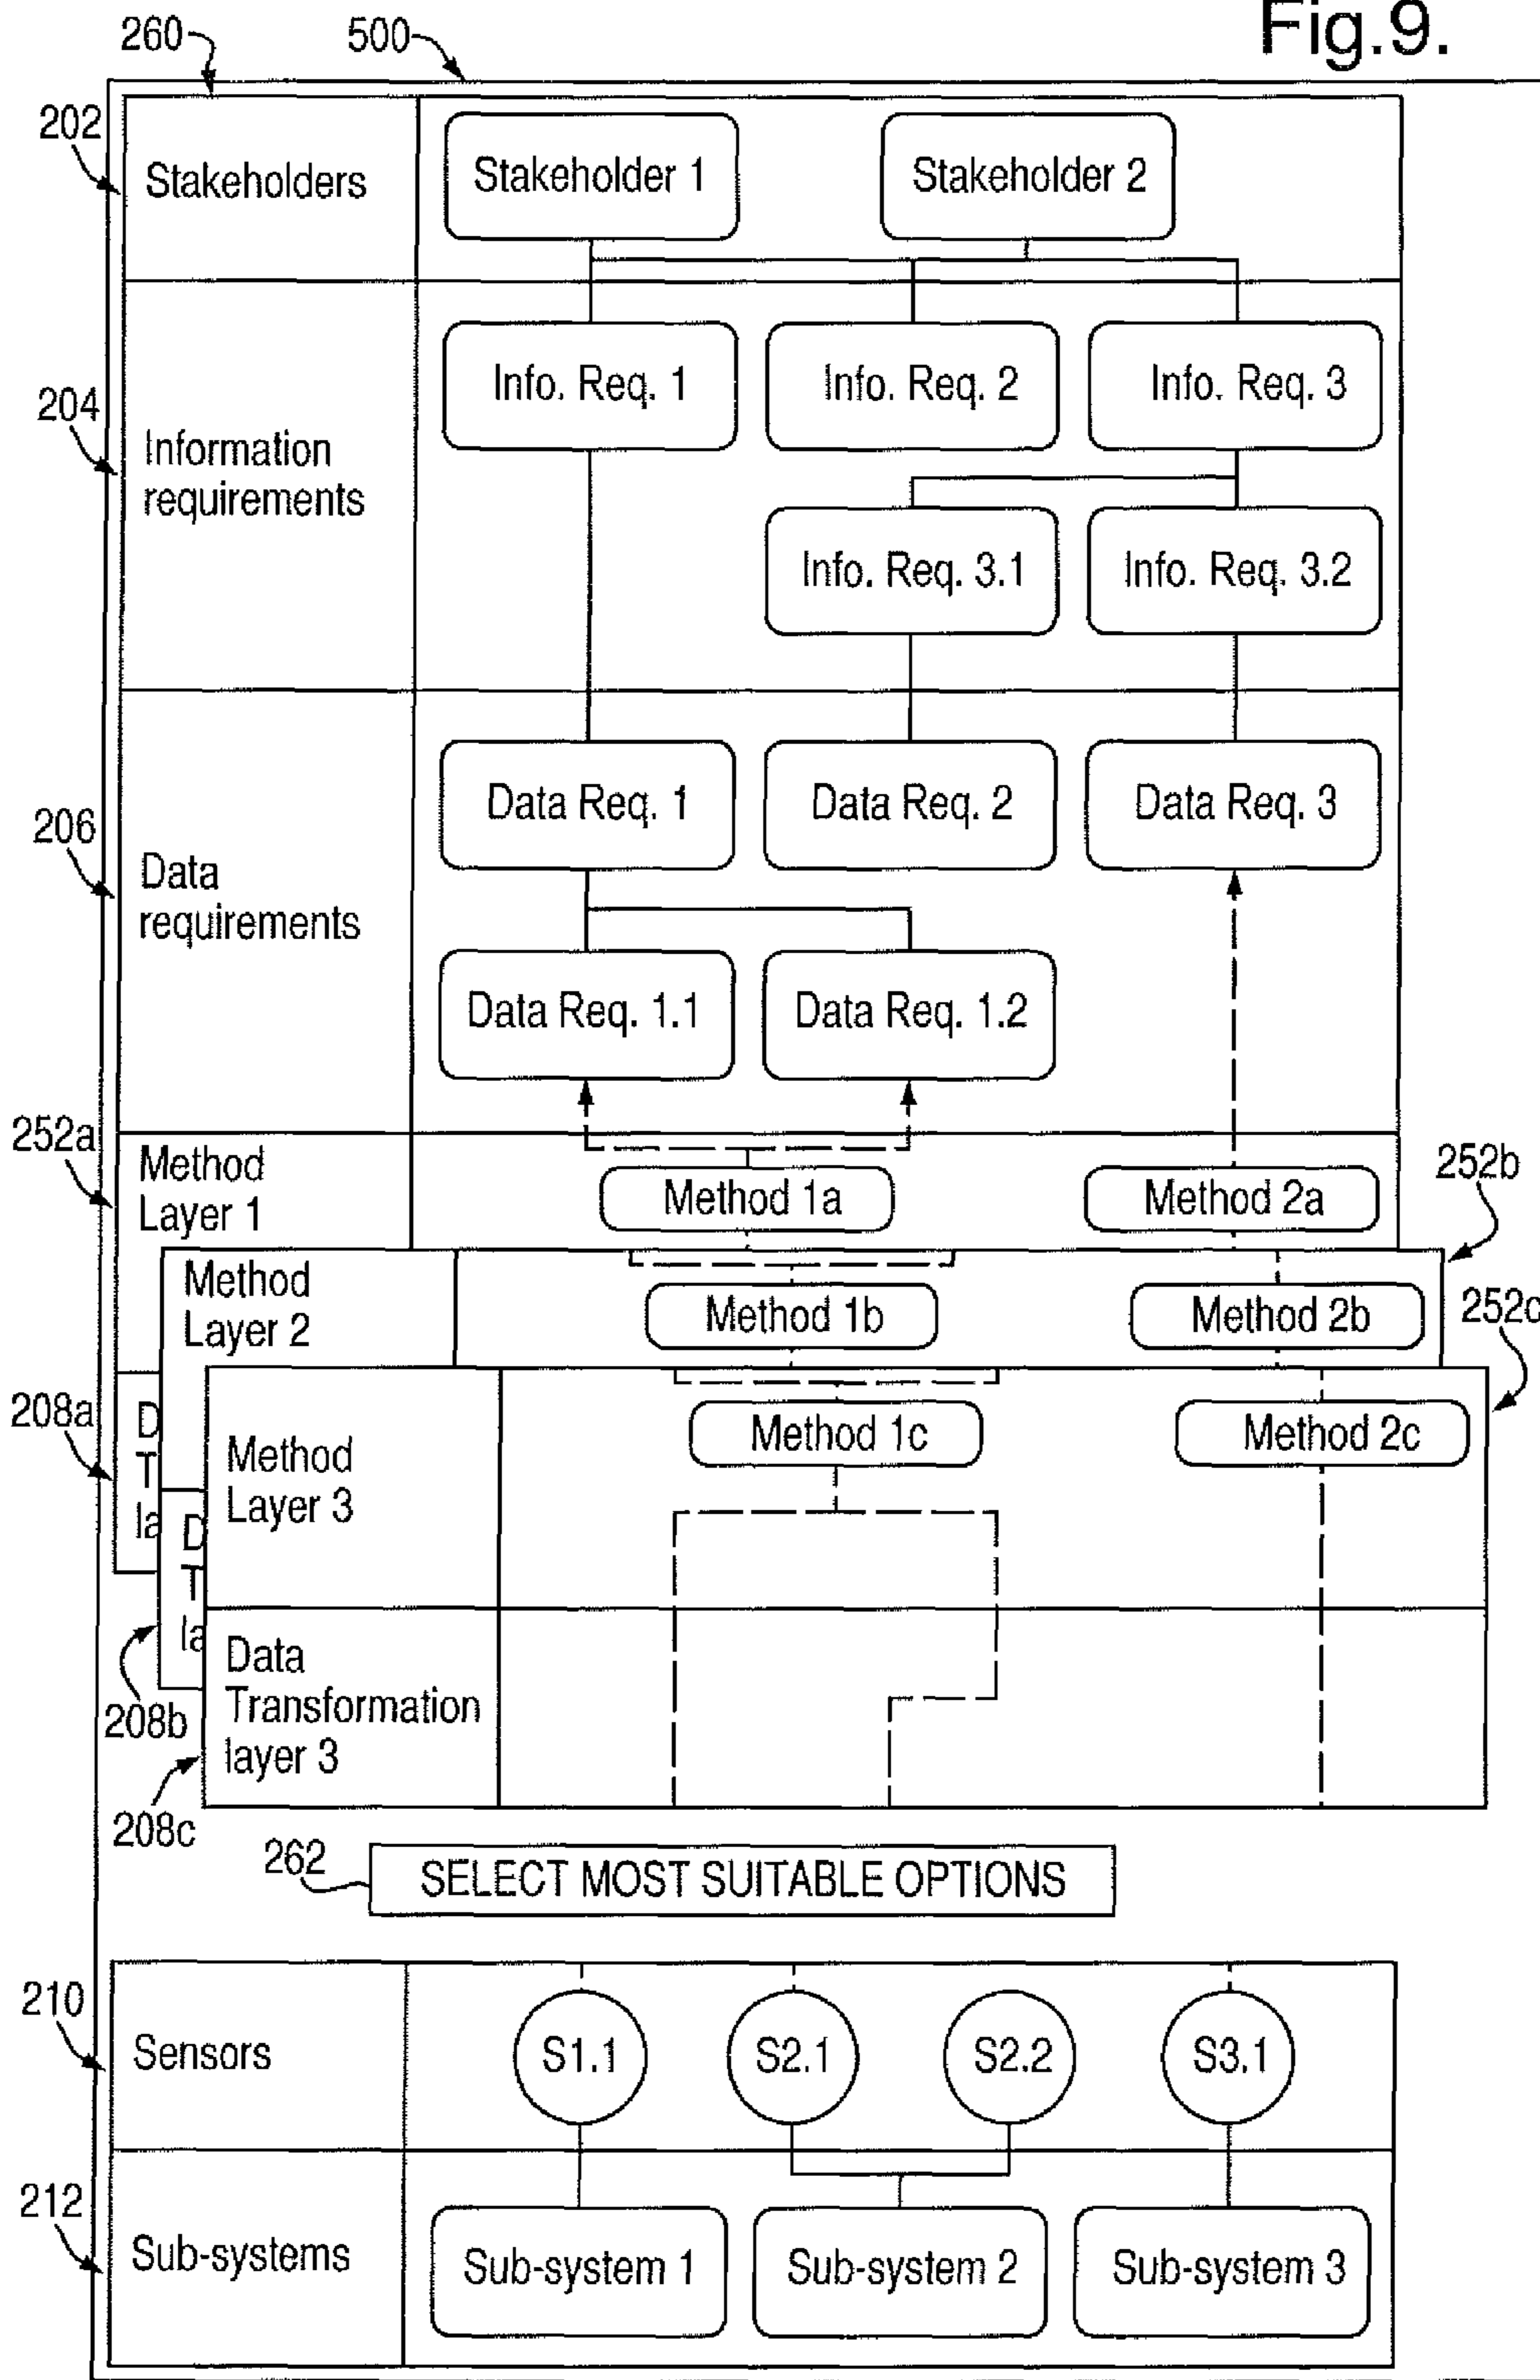 Fig.9.
260
500
202
Stakeholders
Stakeholder 1
Stakeholder 2
204
Information
requirements
Info. Req. 1
Info. Req. 2
Info. Req. 3
Info. Req. 3.1
Info. Req. 3.2
206
Data
requirements
Data Req. 1
Data Req. 2
Data Req. 3
Data Req. 1.1
Data Req. 1.2
252a
Method
Layer 1
Method 1a
Method 2a
252b
Method
Layer 2
Method 1b
Method 2b
252c
208a
D
T
la
Method
Layer 3
Method 1c
Method 2c
D
T
la
208b
Data
Transformation
layer 3
208c
262
SELECT MOST SUITABLE OPTIONS
210
Sensors
S1.1
S2.1
S2.2
S3.1
212
Sub-systems
Sub-system 1
Sub-system 2
Sub-system 3